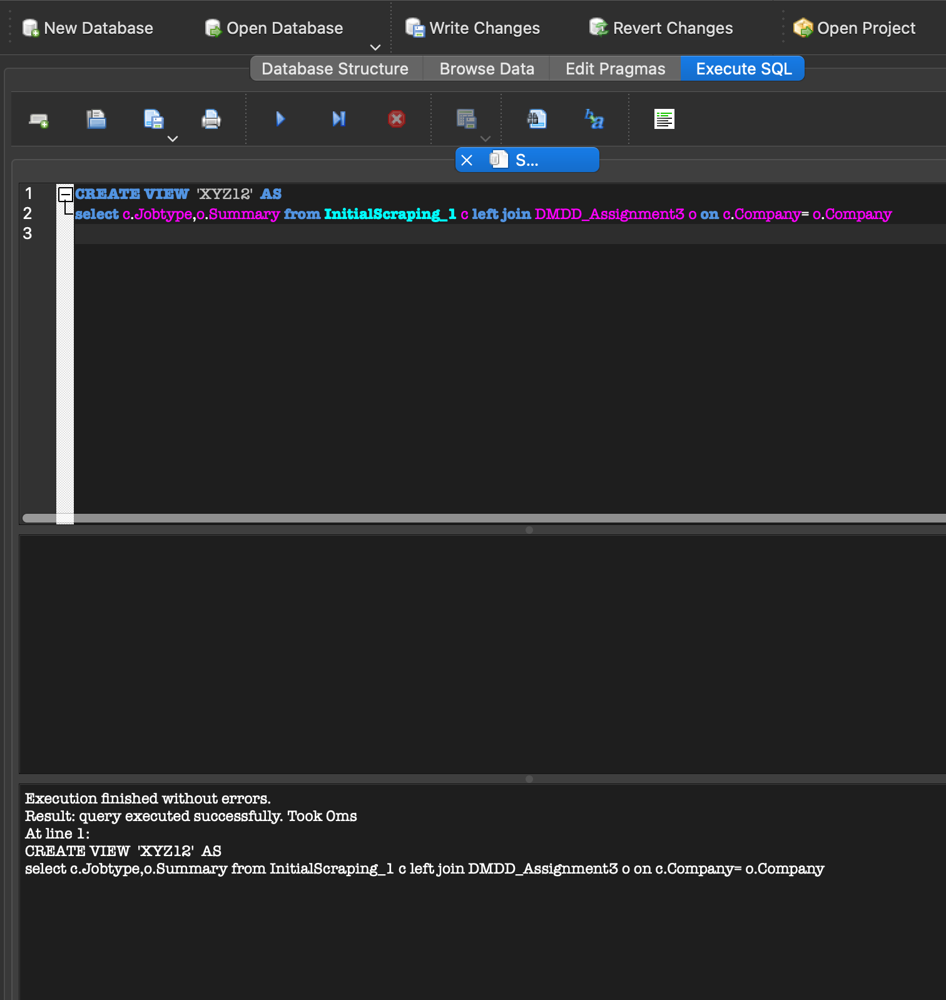 New Database Open Database Write Changes Revert Changes Open Project
Database Structure Browse Data Edit Pragmas Execute SQL
S...
1 CREATE VIEW 'XYZ12' AS
2 select c.Jobtype,o.Summary from InitialScraping_1 c left join DMDD_Assignment3 o on c.Company= o.Company
3
Execution finished without errors.
Result: query executed successfully. Took 0ms
At line 1:
CREATE VIEW 'XYZ12' AS
select c.Jobtype,o.Summary from InitialScraping_1 c left join DMDD_Assignment3 o on c.Company= o.Company